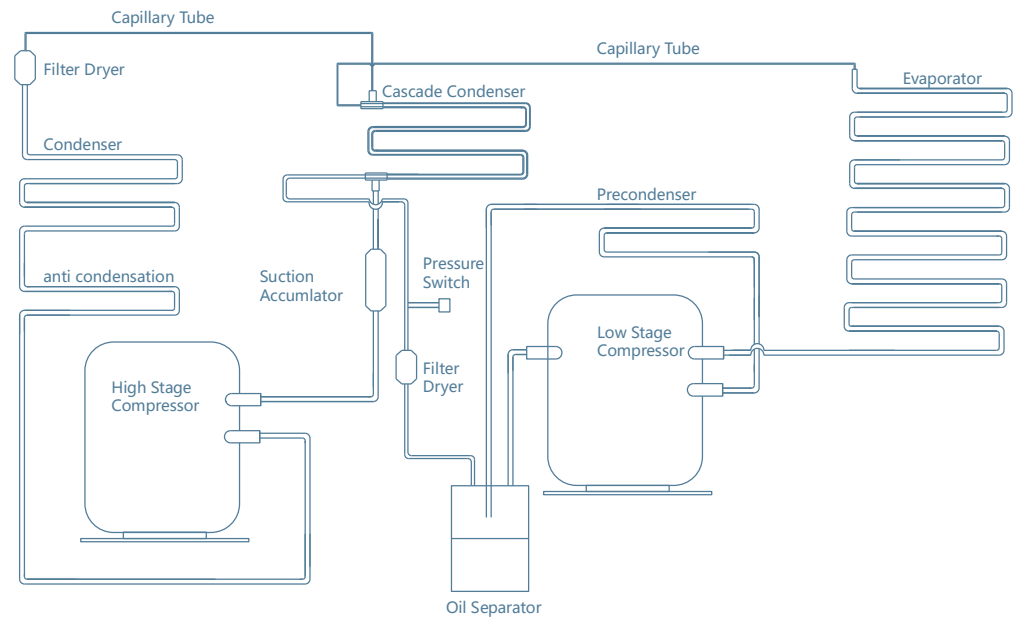 Capillary Tube
Capillary Tube
Filter Dryer
Evaporator
Cascade Condenser
Condenser
Precondenser
anti condensation
Suction
Accumlator
Pressure
Switch
Low Stage
Compressor
Filter
Dryer
High Stage
Compressor
Oil Separator